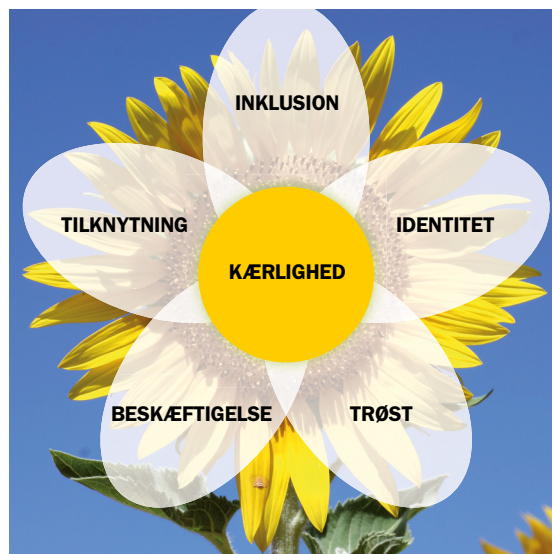 INKLUSION
TILKNYTNING
IDENTITET
KÆRLIGHED
BESKÆFTIGELSE
TRØST